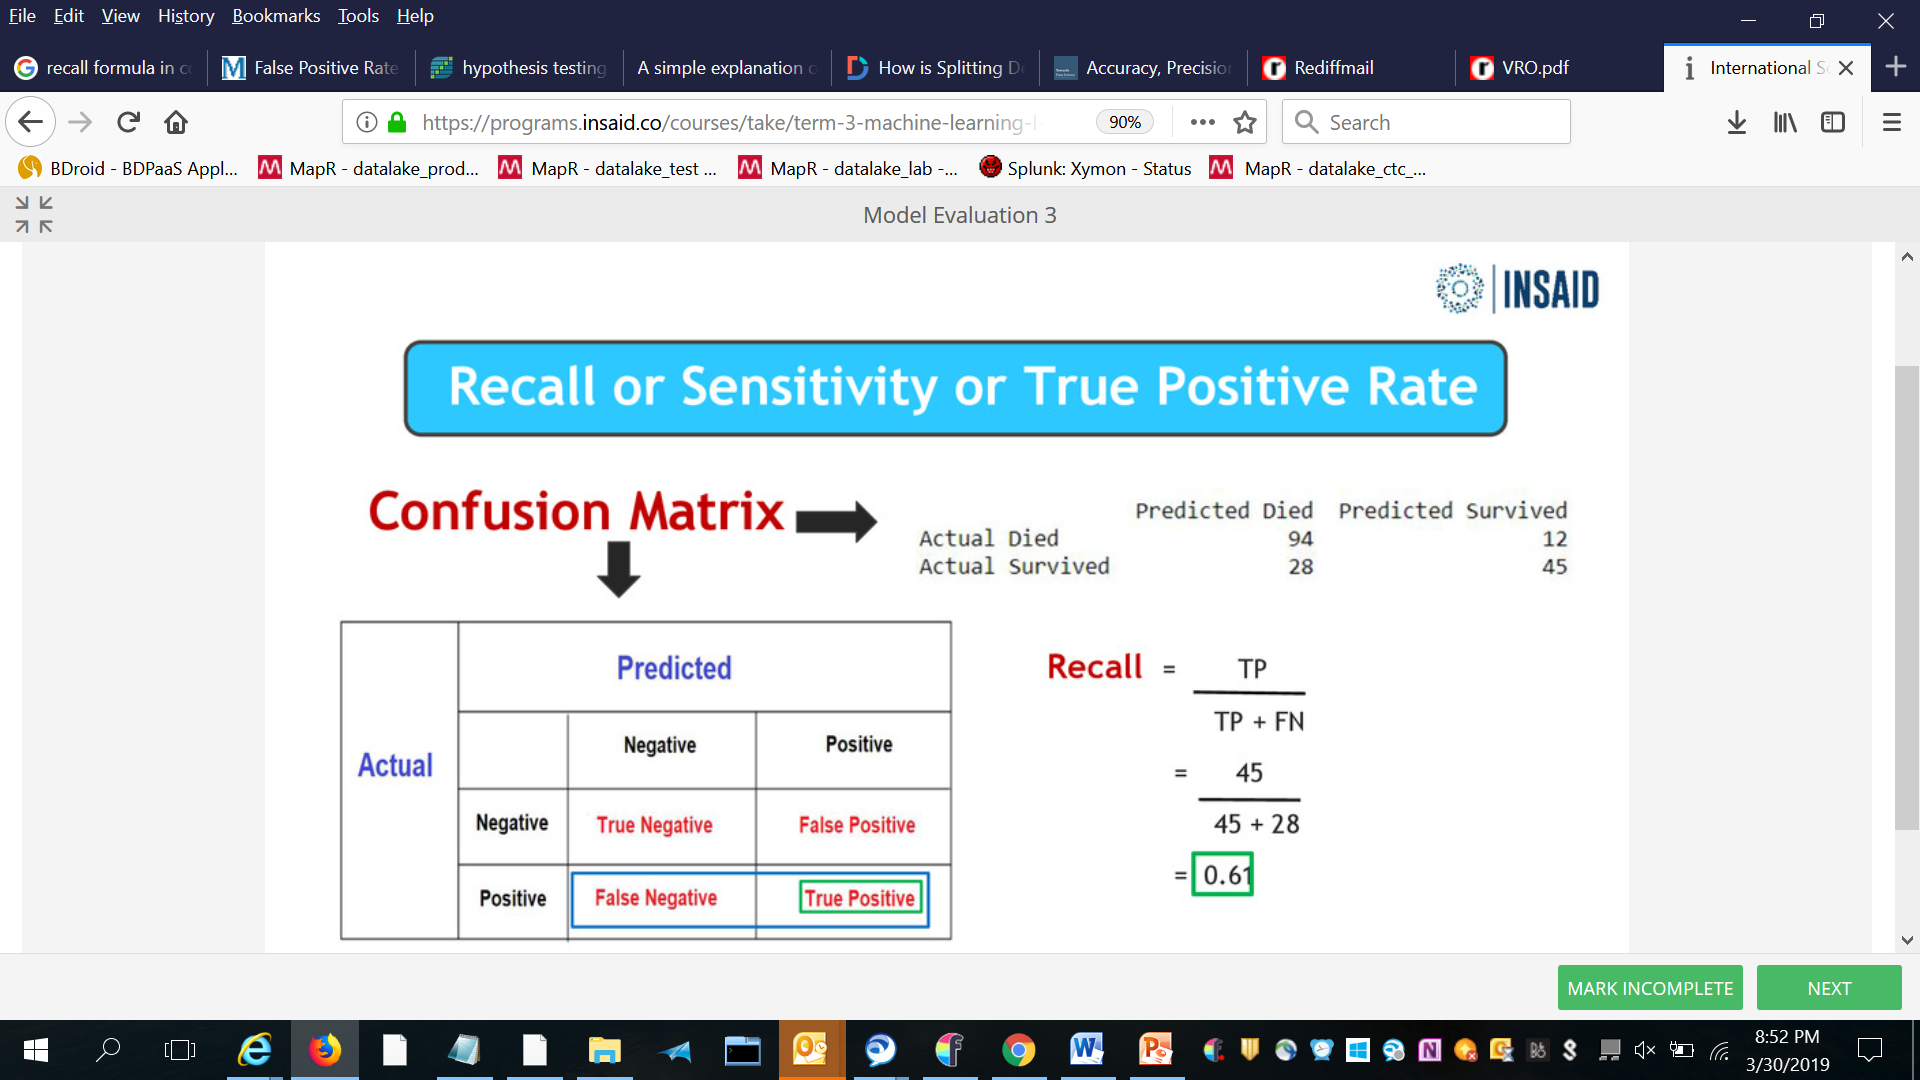 File Edit View History Bookmarks Tools Help
recall formula in co
False Positive Rate
hypothesis testing
A simple explanation o
How is Splitting De
Accuracy, Precision
Rediffmail
VRO.pdf
International Sc
https://programs.insaid.co/courses/take/term-3-machine-learning-l
90%
Search
BDroid - BDPaaS Appl...
MapR - datalake_prod...
MapR - datalake_test ...
MapR - datalake_lab -...
Splunk: Xymon - Status
MapR - datalake_ctc_...
Model Evaluation 3
INSAID
Recall or Sensitivity or True Positive Rate
Confusion Matrix
Predicted Died Predicted Survived
Actual Died 94 12
Actual Survived 28 45
Predicted
Actual
Negative Positive
Negative True Negative False Positive
Positive False Negative True Positive
Recall = TP
TP + FN
= 45
45 + 28
= 0.61
MARK INCOMPLETE
NEXT
8:52 PM
3/30/2019